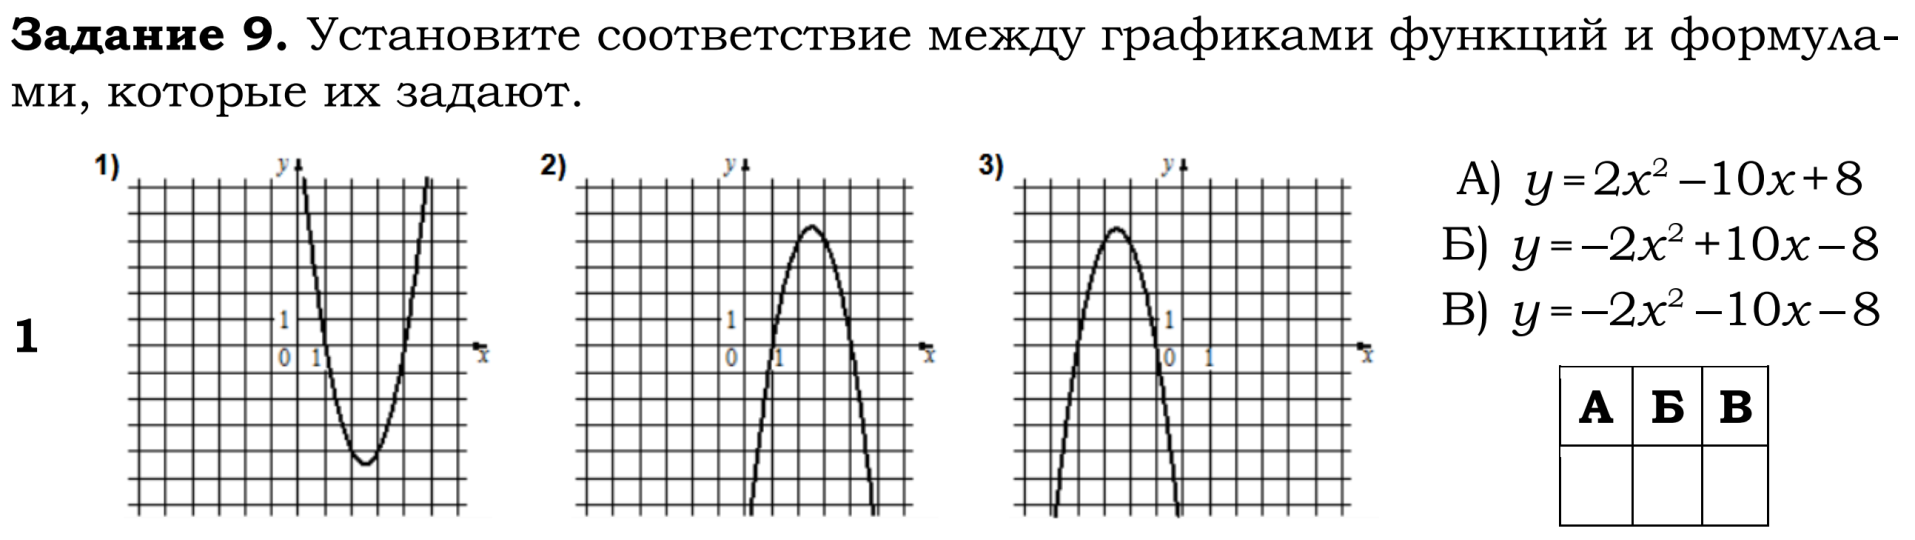 Задание 9. Установите соответствие между графиками функций и формула-
ми, которые их задают.
1
1)
y
1
0
1
x
2)
y
1
0
1
x
3)
y
1
0
1
x
А) y=2x²−10x+8
Б) y=−2x²+10x−8
В) y=−2x²−10x−8
А Б В